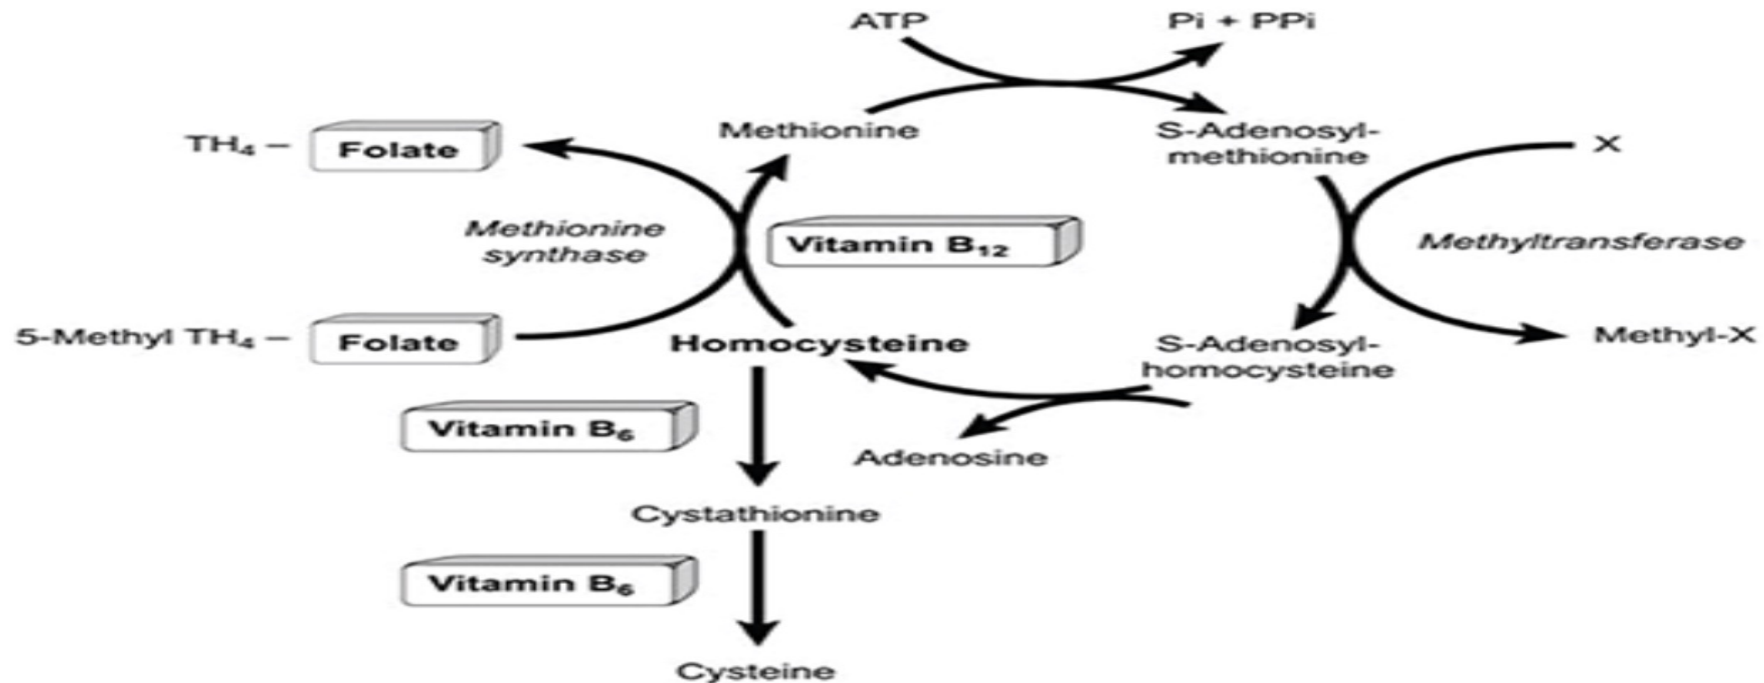 ATP
Pi + PPi
Methionine
S-Adenosyl-
methionine
X
TH₄ – Folate
Methionine
synthase
Vitamin B₁₂
Methyltransferase
5-Methyl TH₄ – Folate
Homocysteine
S-Adenosyl-
homocysteine
Methyl-X
Vitamin B₆
Adenosine
Cystathionine
Vitamin B₆
Cysteine